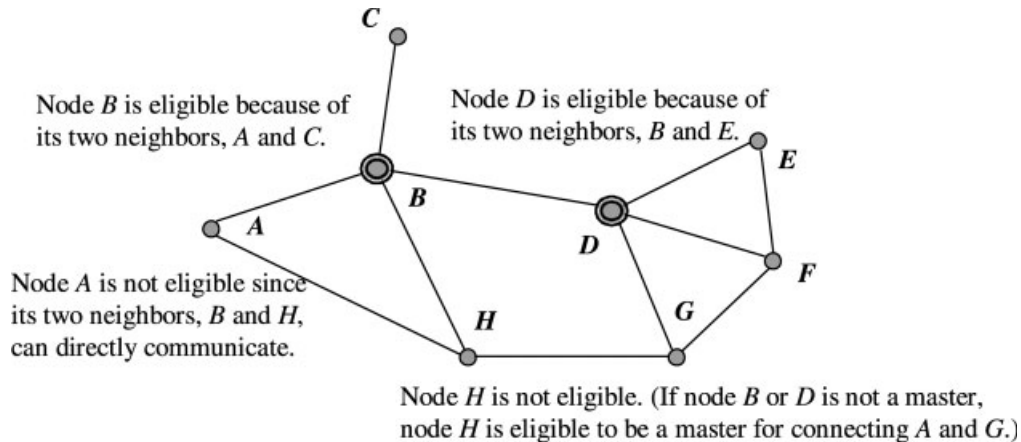 C
Node B is eligible because of
its two neighbors, A and C.
Node D is eligible because of
its two neighbors, B and E.
E
B
A
D
F
Node A is not eligible since
its two neighbors, B and H,
can directly communicate.
H
G
Node H is not eligible. (If node B or D is not a master,
node H is eligible to be a master for connecting A and G.)